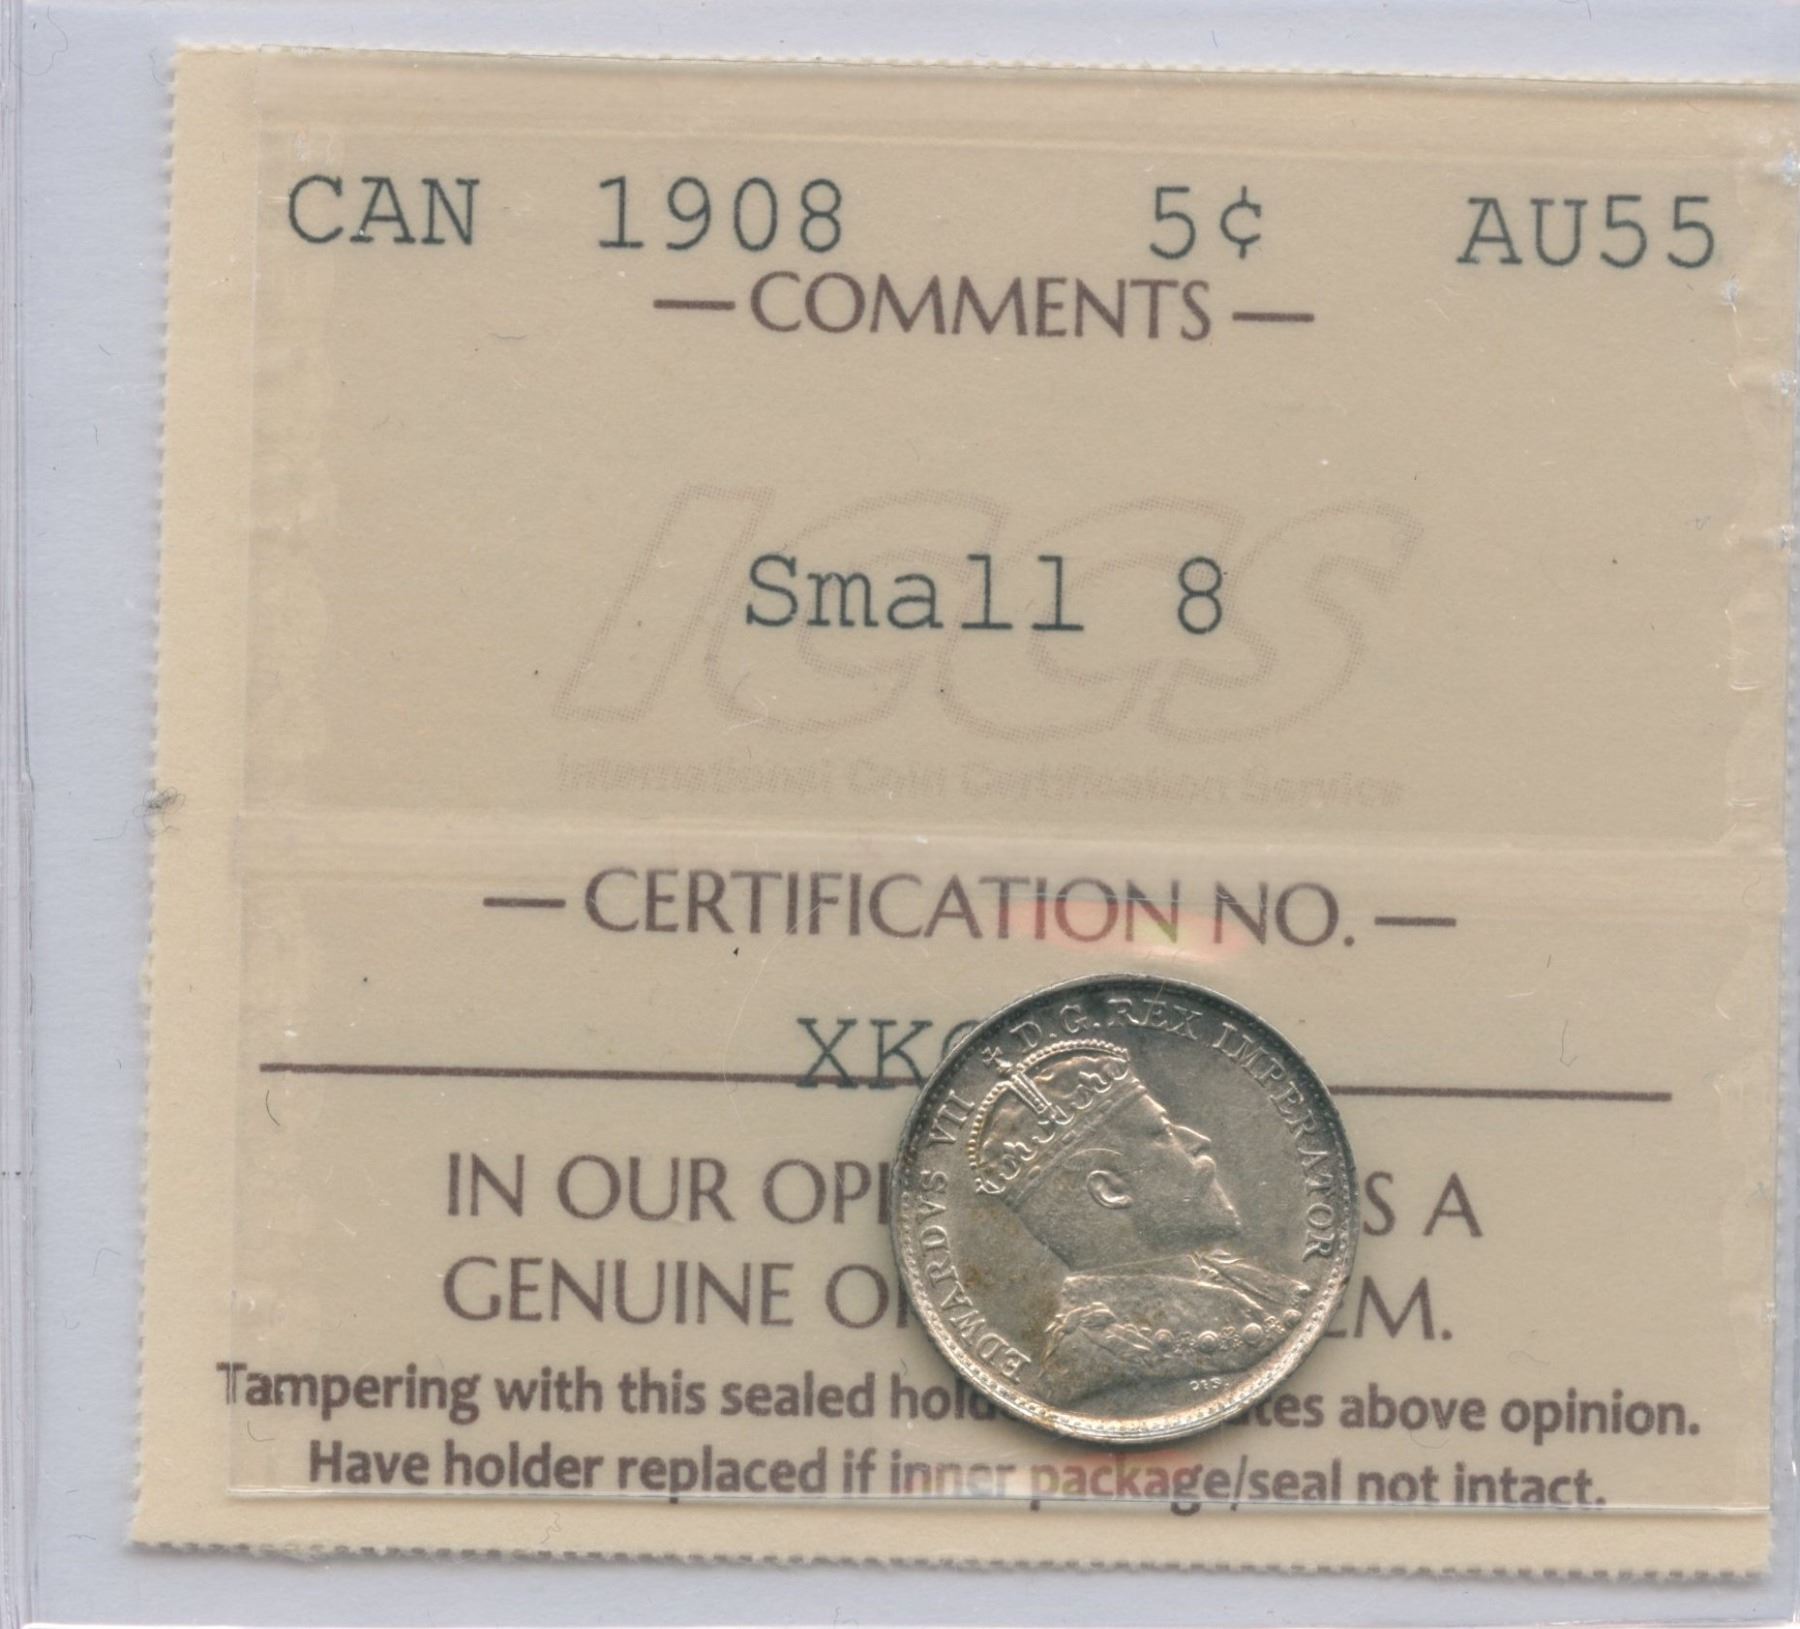 CAN 1908 5¢ AU55
—COMMENTS—
ICCS
Small 8
International Coin Certification Service
—CERTIFICATION NO.—
XK
EDWARDVS VII D.G. REX IMPERATOR
IN OUR OPI S A
GENUINE O EM.
Tampering with this sealed hol tes above opinion.
Have holder replaced if inner package/seal not intact.